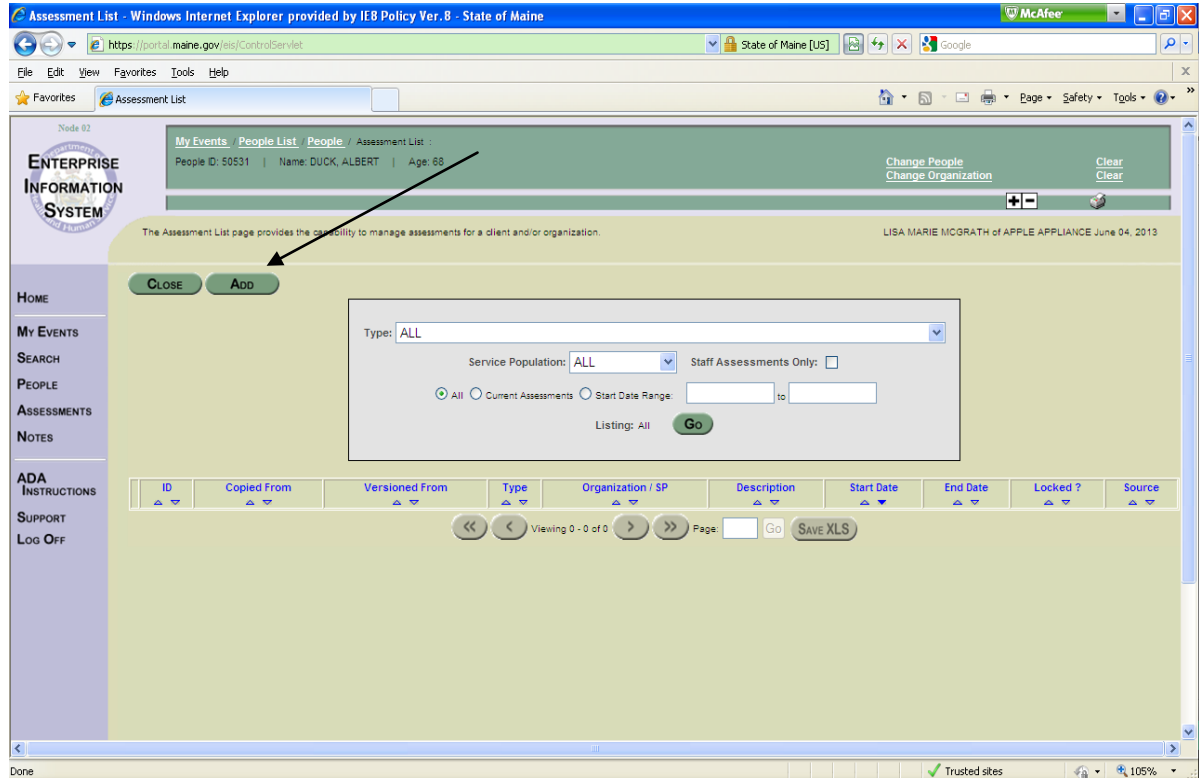 Assessment List - Windows Internet Explorer provided by IE8 Policy Ver. 8 - State of Maine
McAfee
https://portal.maine.gov/eis/ControlServlet
State of Maine [US]
Google
File Edit View Favorites Tools Help
Favorites Assessment List Page Safety Tools
Node 02
ENTERPRISE
INFORMATION
SYSTEM
My Events / People List / People / Assessment List :
People ID: 50531 | Name: DUCK, ALBERT | Age: 68
Change People Clear
Change Organization Clear
The Assessment List page provides the capability to manage assessments for a client and/or organization. LISA MARIE MCGRATH of APPLE APPLIANCE June 04, 2013
CLOSE ADD
HOME
MY EVENTS
SEARCH
PEOPLE
ASSESSMENTS
NOTES
ADA
INSTRUCTIONS
SUPPORT
LOG OFF
Type: ALL
Service Population: ALL Staff Assessments Only:
All Current Assessments Start Date Range: to
Listing: All Go
ID Copied From Versioned From Type Organization / SP Description Start Date End Date Locked ? Source
Viewing 0 - 0 of 0 Page: Go SAVE XLS
Done Trusted sites 105%